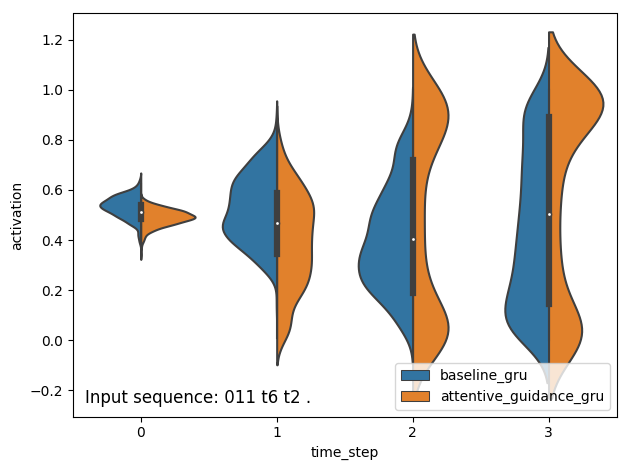 1.2
1.0
0.8
0.6
0.4
0.2
0.0
−0.2
activation
Input sequence: 011 t6 t2 .
baseline_gru
attentive_guidance_gru
0 1 2 3
time_step